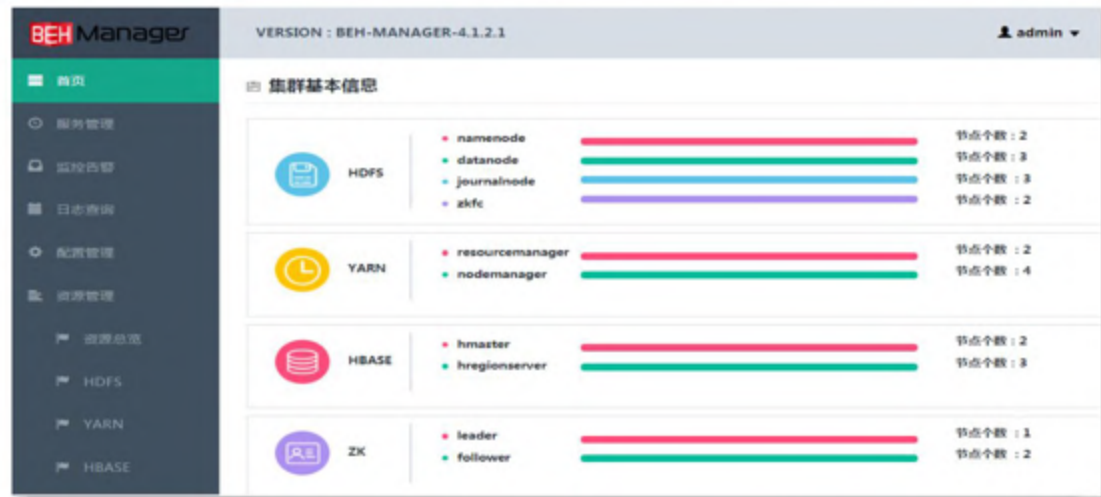 BEH Manager
VERSION : BEH-MANAGER-4.1.2.1
admin
首页
服务管理
监控告警
日志查询
配置管理
资源管理
资源总览
HDFS
YARN
HBASE
集群基本信息
HDFS
namenode 节点个数：2
datanode 节点个数：3
journalnode 节点个数：3
zkfc 节点个数：2
YARN
resourcemanager 节点个数：2
nodemanager 节点个数：4
HBASE
hmaster 节点个数：2
hregionserver 节点个数：3
ZK
leader 节点个数：1
follower 节点个数：2